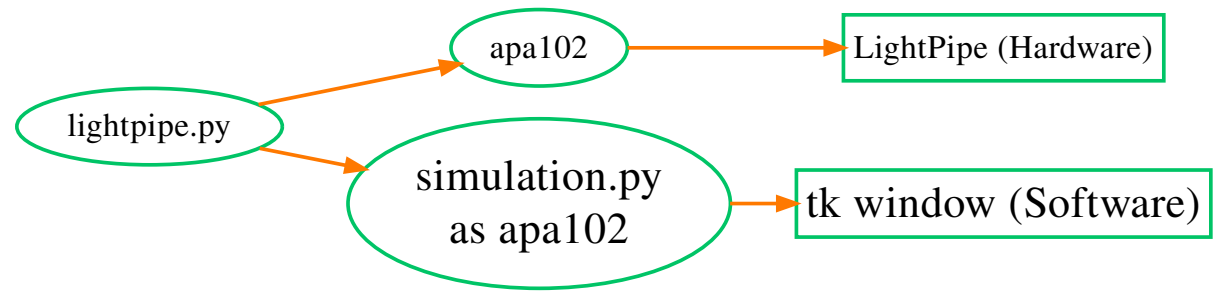 apa102
LightPipe (Hardware)
lightpipe.py
simulation.py
as apa102
tk window (Software)